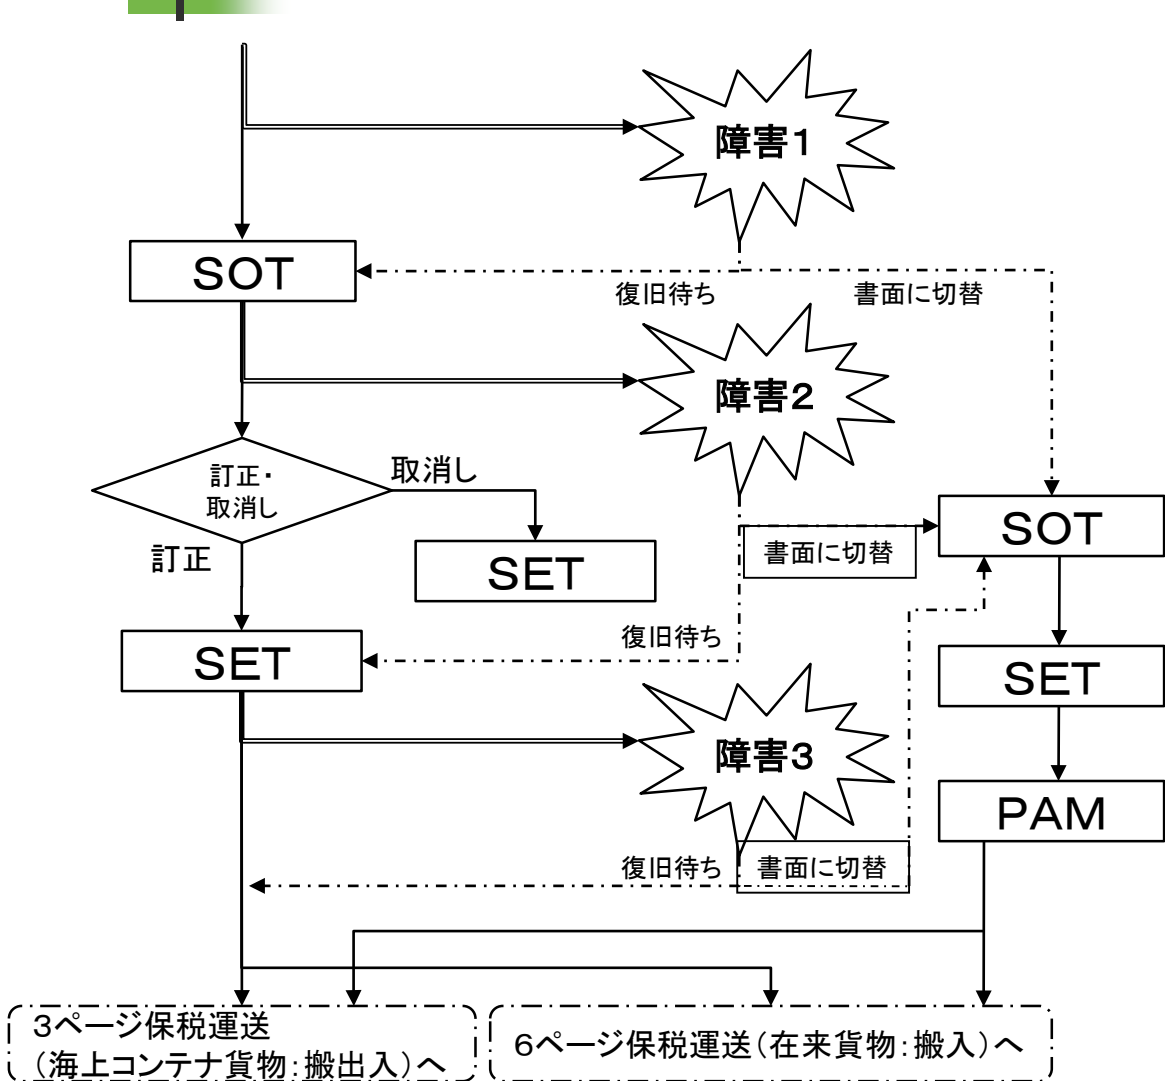 障害1
SOT
復旧待ち
書面に切替
障害2
訂正・
取消し
取消し
書面に切替
SOT
訂正
SET
復旧待ち
SET
SET
障害3
PAM
復旧待ち
書面に切替
3ページ保税運送
（海上コンテナ貨物：搬出入）へ
6ページ保税運送（在来貨物：搬入）へ